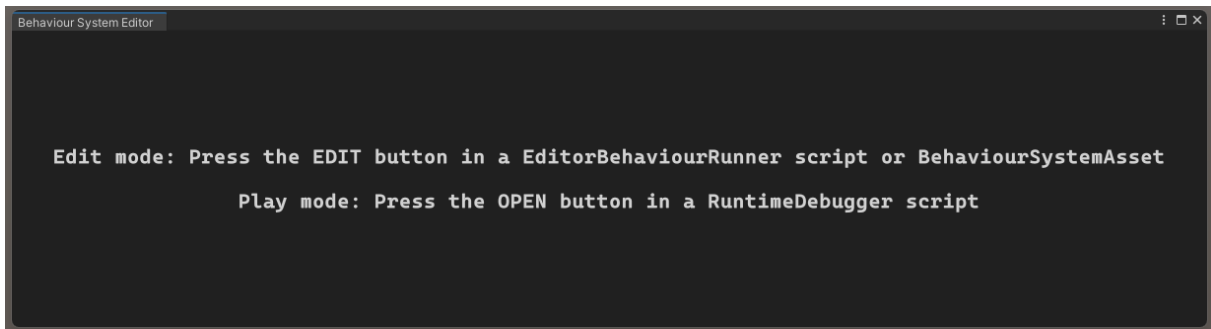 Behaviour System Editor
Edit mode: Press the EDIT button in a EditorBehaviourRunner script or BehaviourSystemAsset
Play mode: Press the OPEN button in a RuntimeDebugger script